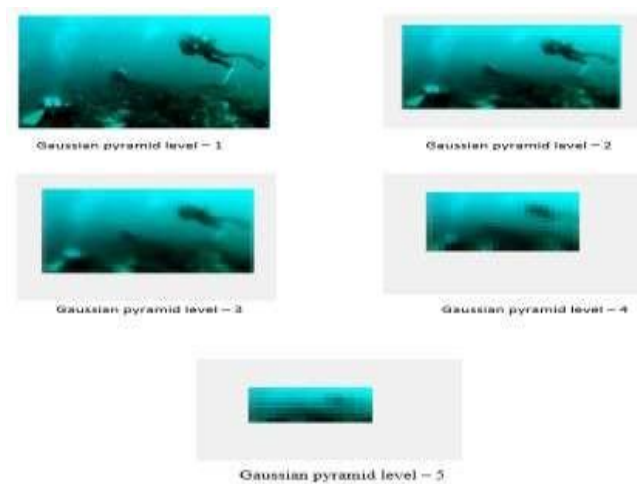 Gaussian pyramid level – 1
Gaussian pyramid level – 2
Gaussian pyramid level – 3
Gaussian pyramid level – 4
Gaussian pyramid level – 5